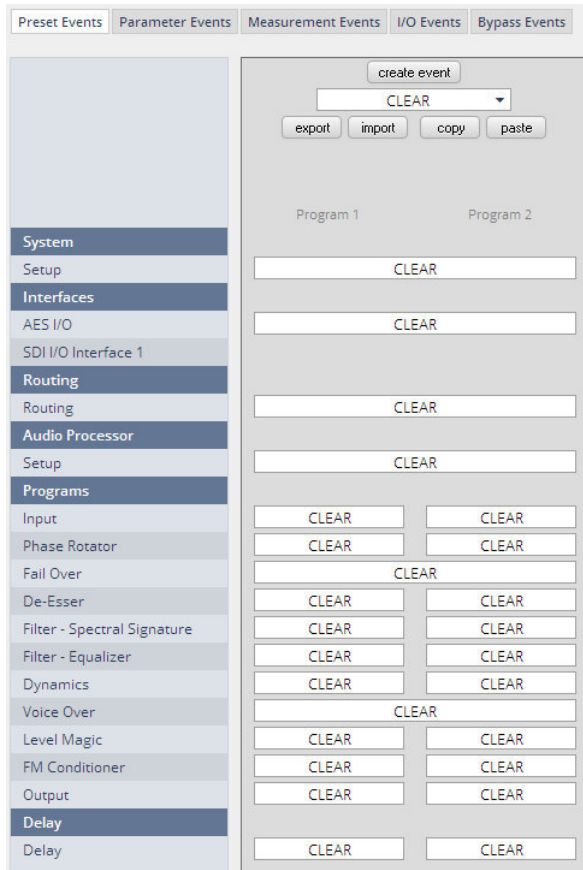 Preset Events Parameter Events Measurement Events I/O Events Bypass Events
create event
CLEAR
export import copy paste
Program 1 Program 2
System
Setup CLEAR
Interfaces
AES I/O CLEAR
SDI I/O Interface 1
Routing
Routing CLEAR
Audio Processor
Setup CLEAR
Programs
Input CLEAR CLEAR
Phase Rotator CLEAR CLEAR
Fail Over CLEAR
De-Esser CLEAR CLEAR
Filter - Spectral Signature CLEAR CLEAR
Filter - Equalizer CLEAR CLEAR
Dynamics CLEAR CLEAR
Voice Over CLEAR
Level Magic CLEAR CLEAR
FM Conditioner CLEAR CLEAR
Output CLEAR CLEAR
Delay
Delay CLEAR CLEAR